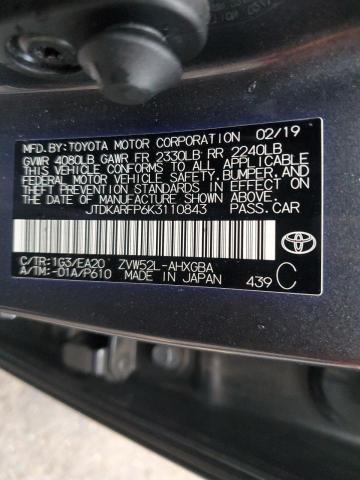 MFD.BY:TOYOTA MOTOR CORPORATION 02/19
GVWR 4080LB GAWR FR 2330LB RR 2240LB
THIS VEHICLE CONFORMS TO ALL APPLICABLE
FEDERAL MOTOR VEHICLE SAFETY,BUMPER,AND
THEFT PREVENTION STANDARDS IN EFFECT ON
THE DATE OF MANUFACTURE SHOWN ABOVE.
JTDKARFP6K3110843 PASS.CAR
C/TR:1G3/EA20 ZVW52L-AHXGBA
A/TM:-01A/P610 MADE IN JAPAN 439 C